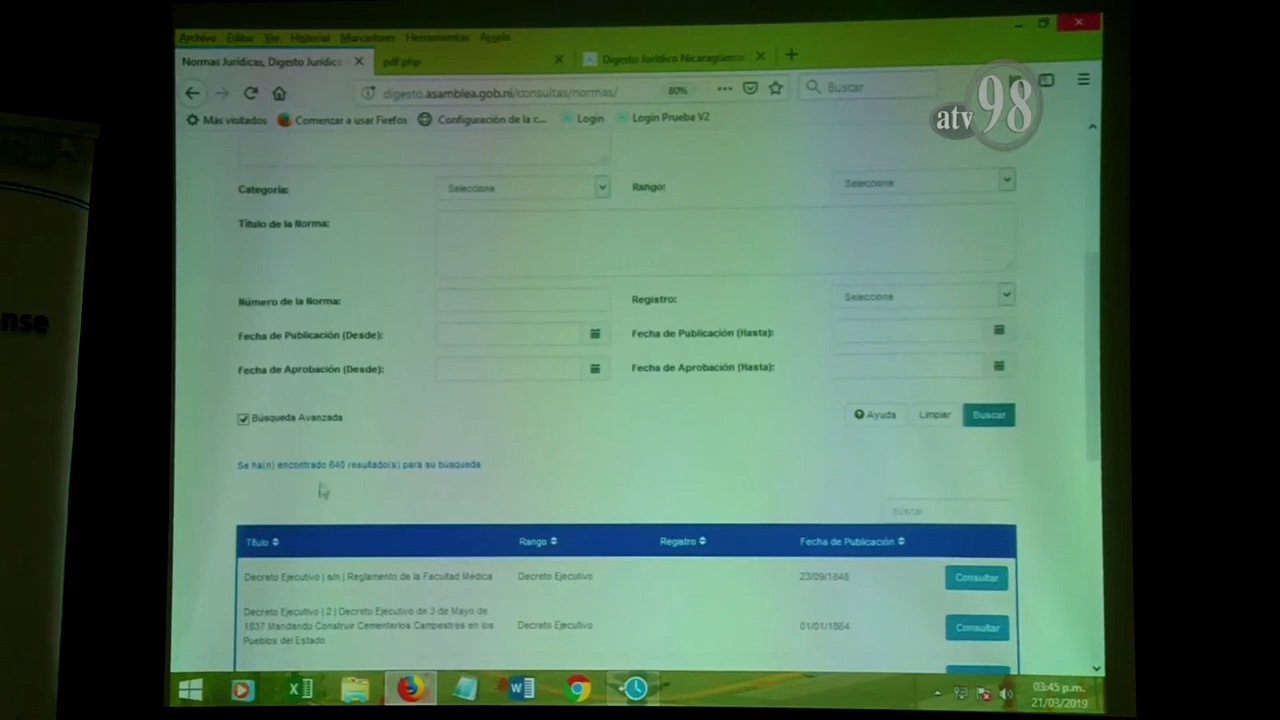 Archivo Editar Ver Historial Marcadores Herramientas Ayuda
Normas Jurídicas, Digesto Jurídico
pdf.php
Digesto Jurídico Nicaragüense
digesto.asamblea.gob.ni/consultas/normas/
80%
Buscar
atv 98
Más visitados
Comenzar a usar Firefox
Configuración de la c...
Login
Login Prueba V2
Categoría:
Seleccione
Rango:
Seleccione
Título de la Norma:
nse
Número de la Norma:
Registro:
Seleccione
Fecha de Publicación (Desde):
Fecha de Publicación (Hasta):
Fecha de Aprobación (Desde):
Fecha de Aprobación (Hasta):
Búsqueda Avanzada
Ayuda
Limpiar
Buscar
Se ha(n) encontrado 640 resultado(s) para su búsqueda
Buscar
Título
Rango
Registro
Fecha de Publicación
Decreto Ejecutivo | s/n | Reglamento de la Facultad Médica
Decreto Ejecutivo
23/09/1848
Consultar
Decreto Ejecutivo | 2 | Decreto Ejecutivo de 3 de Mayo de
1837 Mandando Construir Cementerios Campestres en los
Pueblos del Estado
Decreto Ejecutivo
01/01/1864
Consultar
03:45 p.m.
21/03/2019